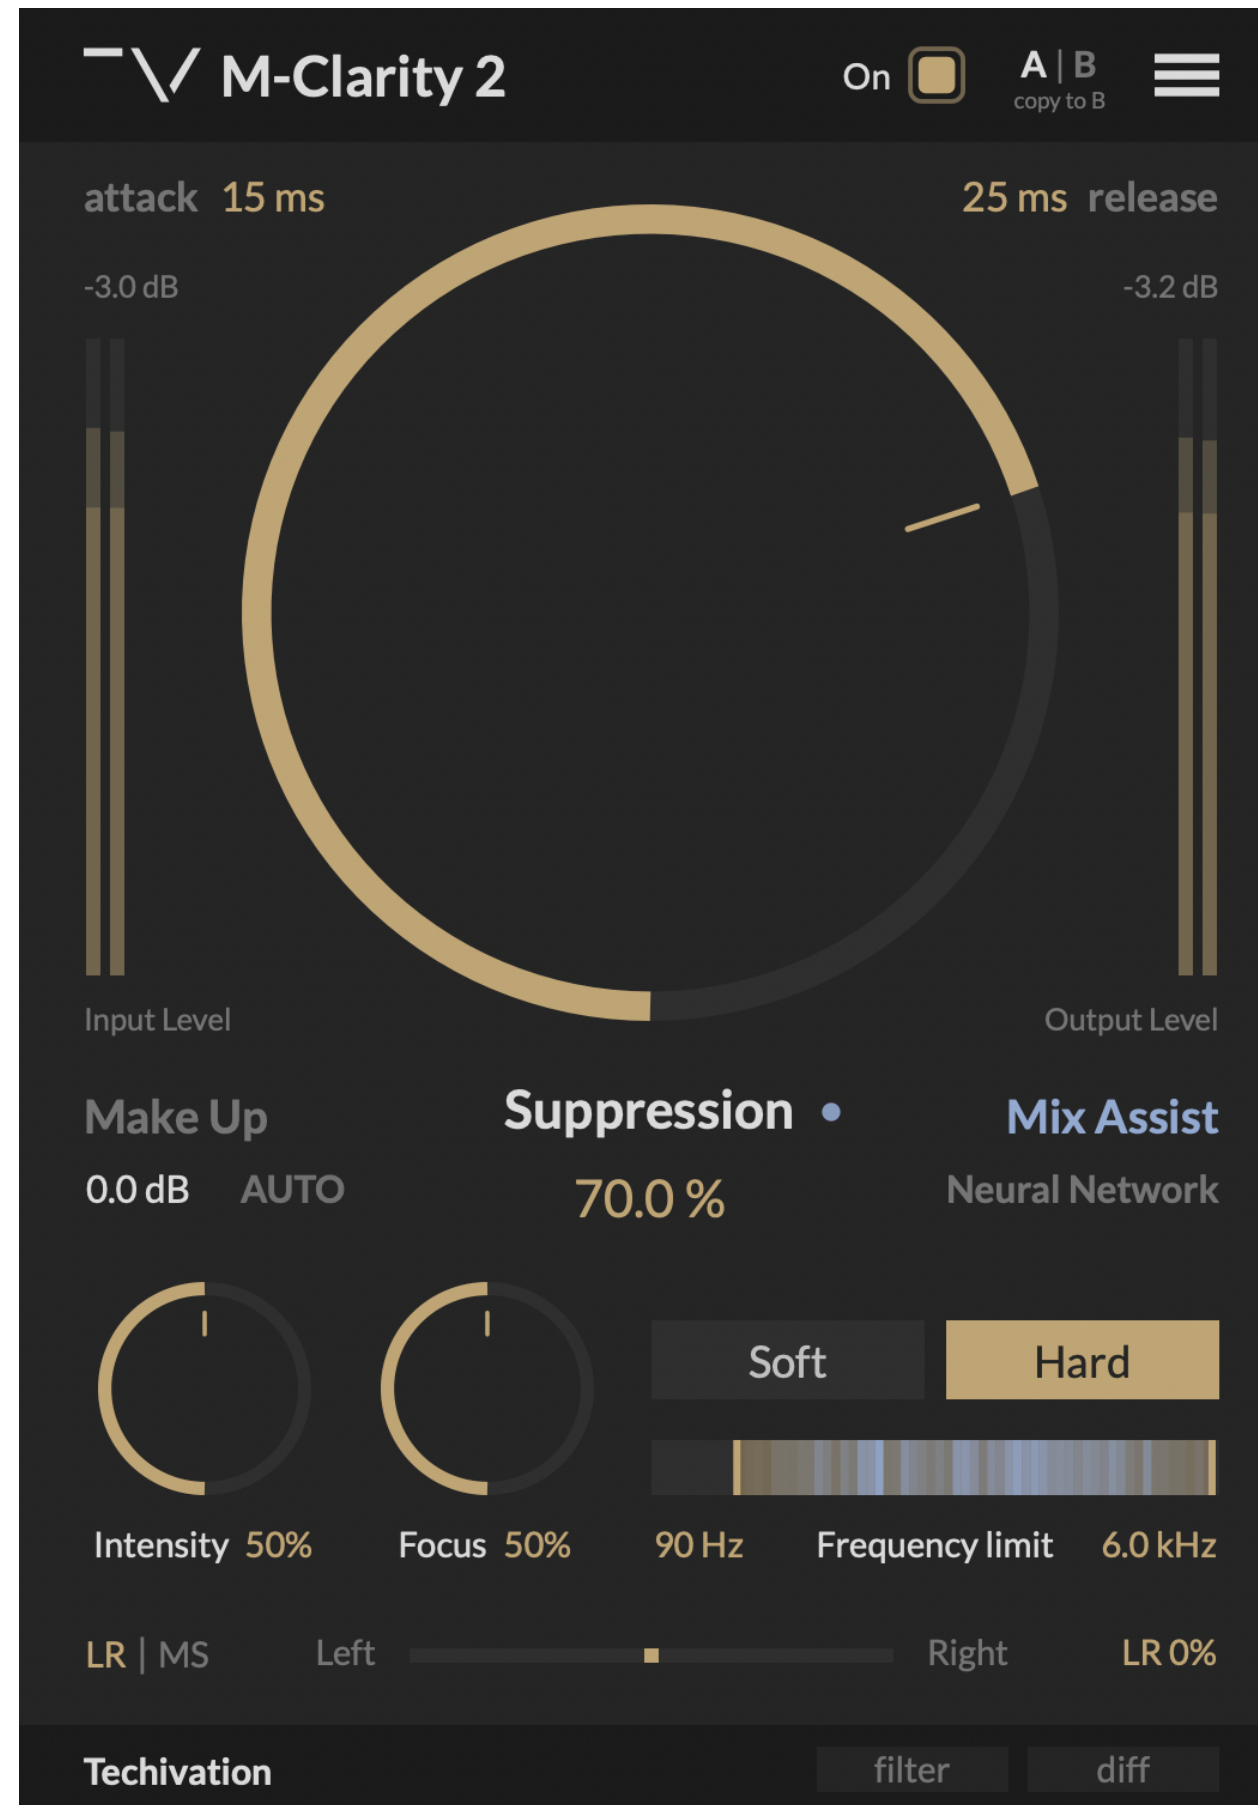 M-Clarity 2 On A | B
copy to B
attack 15 ms 25 ms release
-3.0 dB -3.2 dB
Input Level Output Level
Make Up Suppression Mix Assist
0.0 dB AUTO 70.0 % Neural Network
Soft Hard
Intensity 50% Focus 50% 90 Hz Frequency limit 6.0 kHz
LR | MS Left Right LR 0%
Techivation filter diff